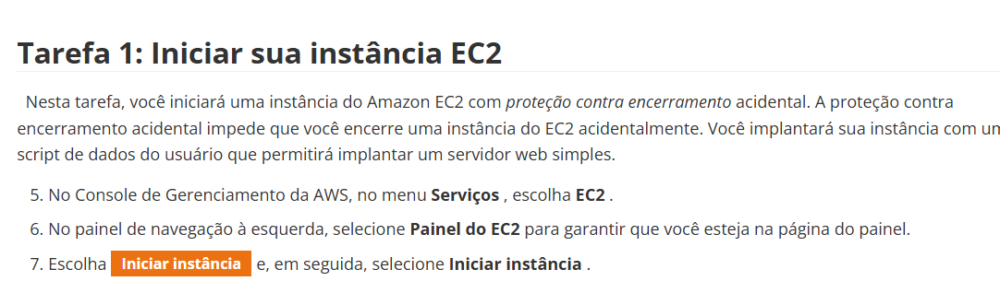 Tarefa 1: Iniciar sua instância EC2
Nesta tarefa, você iniciará uma instância do Amazon EC2 com proteção contra encerramento acidental. A proteção contra
encerramento acidental impede que você encerre uma instância do EC2 acidentalmente. Você implantará sua instância com
script de dados do usuário que permitirá implantar um servidor web simples.
5. No Console de Gerenciamento da AWS, no menu Serviços , escolha EC2 .
6. No painel de navegação à esquerda, selecione Painel do EC2 para garantir que você esteja na página do painel.
7. Escolha Iniciar instância e, em seguida, selecione Iniciar instância .